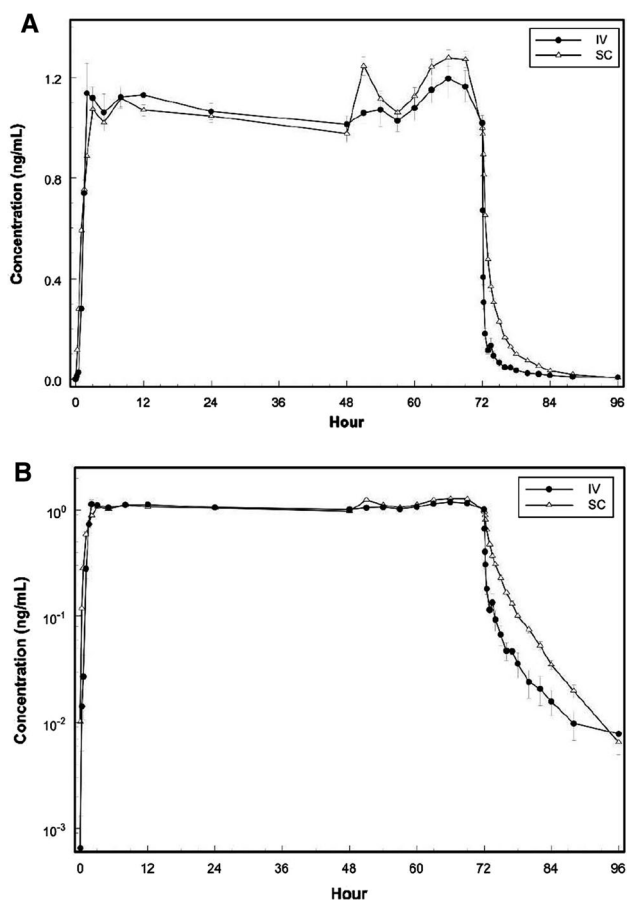 A
IV
SC
Concentration (ng/mL)
1.2
0.8
0.4
0.0
0 12 24 36 48 60 72 84 96
Hour
B
IV
SC
Concentration (ng/mL)
10⁰
10⁻¹
10⁻²
10⁻³
0 12 24 36 48 60 72 84 96
Hour